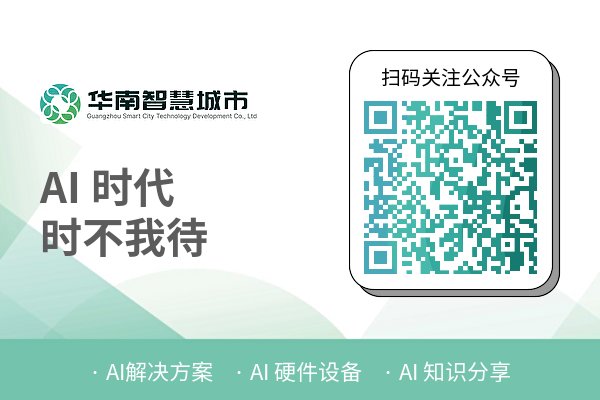 华南智慧城市
Guangzhou Smart City Technology Development Co., Ltd
AI 时代
时不我待
扫码关注公众号
· AI解决方案 · AI 硬件设备 · AI 知识分享